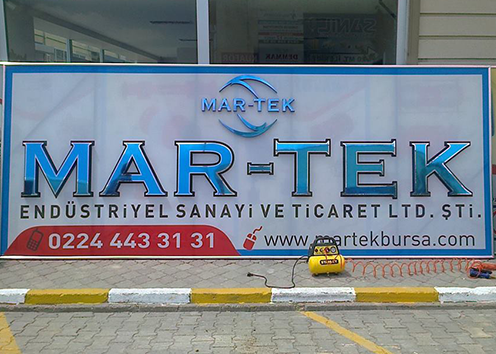 MAR-TEK
MAR-TEK
ENDÜSTRİYEL SANAYİ VE TİCARET LTD. ŞTİ.
0224 443 31 31 www.martekbursa.com